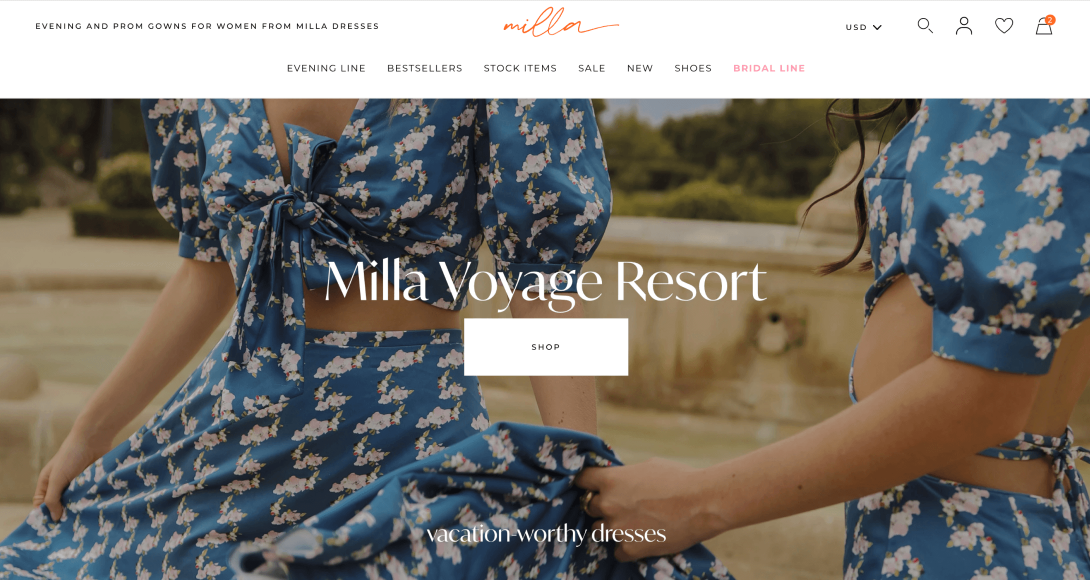 EVENING AND PROM GOWNS FOR WOMEN FROM MILLA DRESSES
milla
USD
2
EVENING LINE BESTSELLERS STOCK ITEMS SALE NEW SHOES BRIDAL LINE
Milla Voyage Resort
SHOP
vacation-worthy dresses